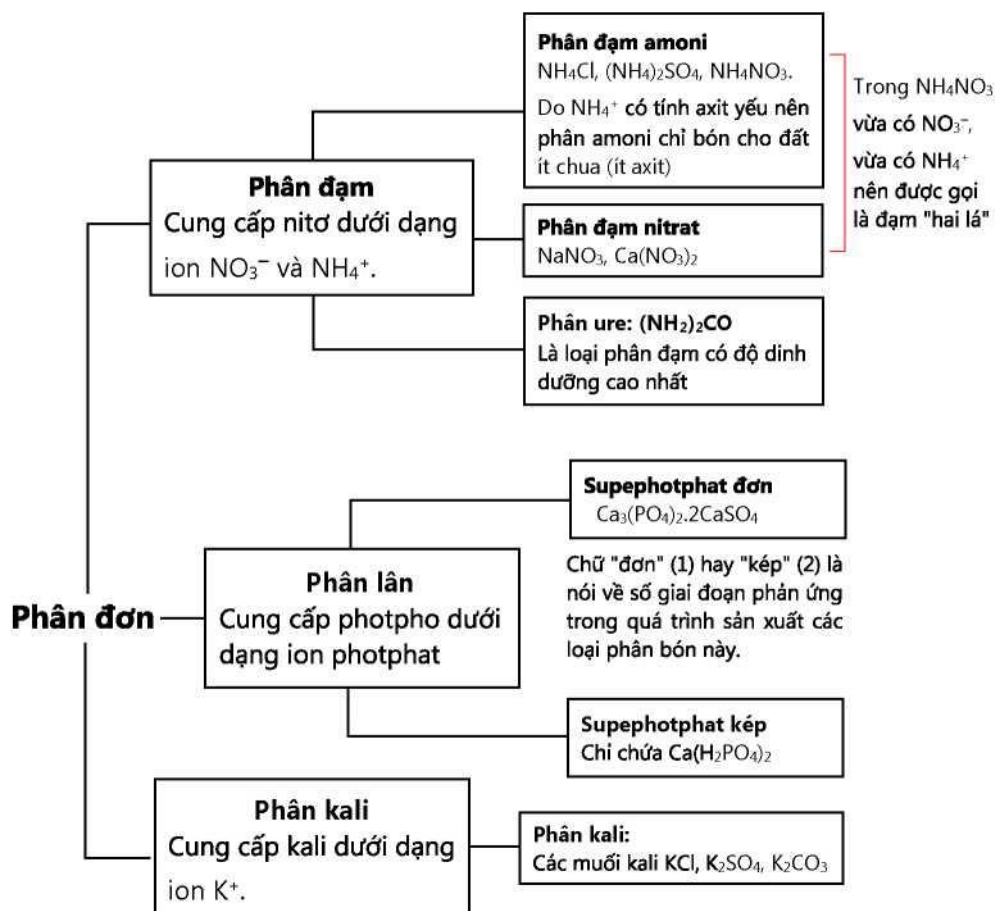 Phân đơn
Phân đạm
Cung cấp nitơ dưới dạng
ion NO₃⁻ và NH₄⁺.
Phân đạm amoni
NH₄Cl, (NH₄)₂SO₄, NH₄NO₃.
Do NH₄⁺ có tính axit yếu nên
phân amoni chỉ bón cho đất
ít chua (ít axit)
Phân đạm nitrat
NaNO₃, Ca(NO₃)₂
Trong NH₄NO₃
vừa có NO₃⁻,
vừa có NH₄⁺
nên được gọi
là đạm "hai lá"
Phân ure: (NH₂)₂CO
Là loại phân đạm có độ dinh
dưỡng cao nhất
Phân lân
Cung cấp photpho dưới
dạng ion photphat
Supephotphat đơn
Ca₃(PO₄)₂.2CaSO₄
Chữ "đơn" (1) hay "kép" (2) là
nói về số giai đoạn phản ứng
trong quá trình sản xuất các
loại phân bón này.
Supephotphat kép
Chỉ chứa Ca(H₂PO₄)₂
Phân kali
Cung cấp kali dưới dạng
ion K⁺.
Phân kali:
Các muối kali KCl, K₂SO₄, K₂CO₃